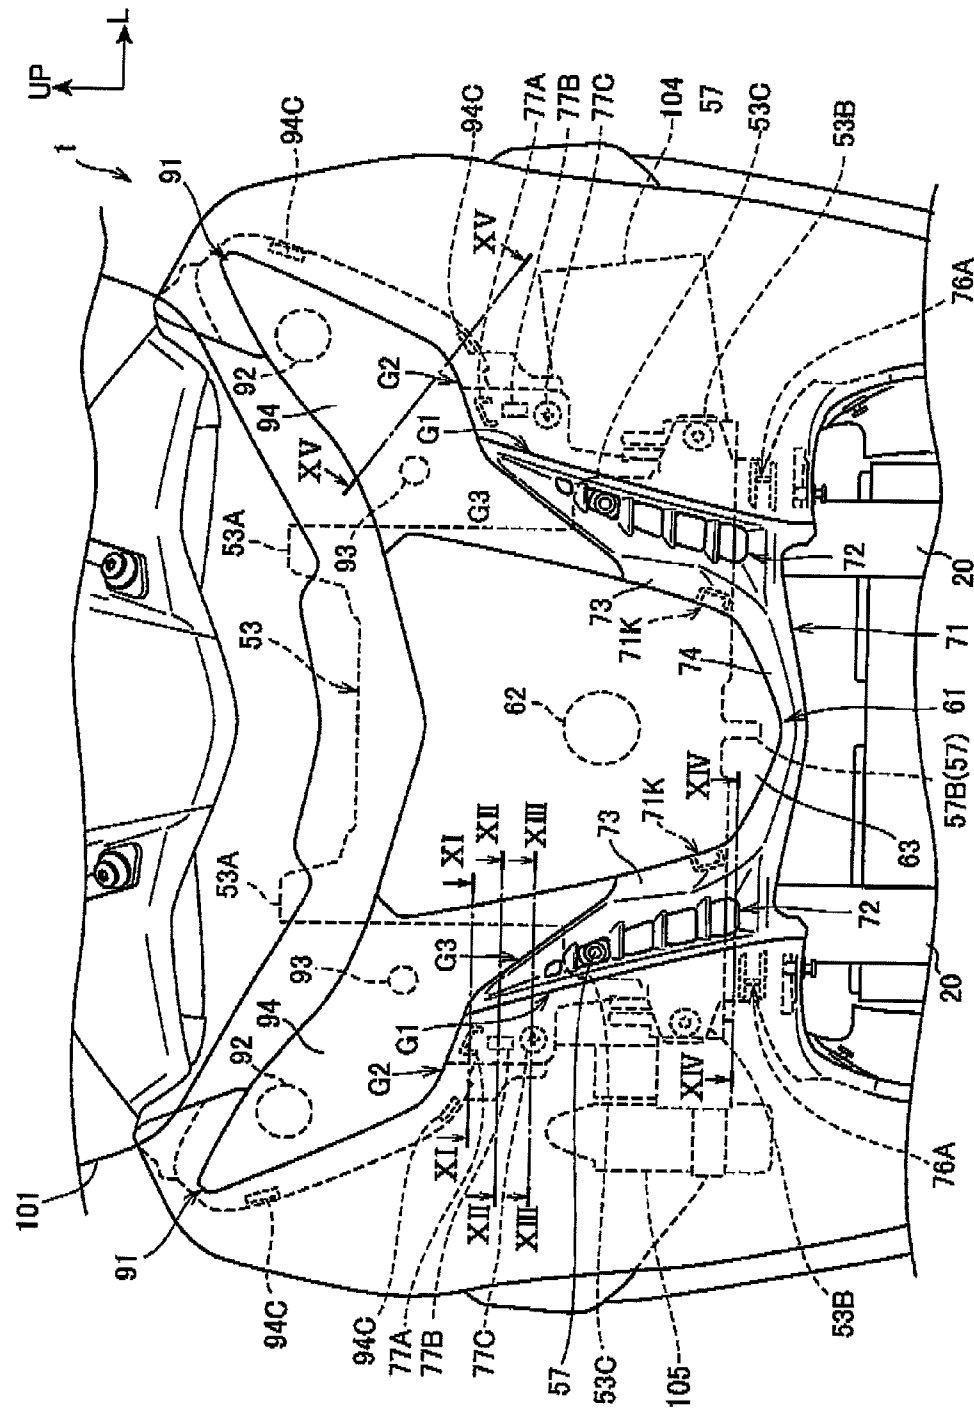 UP
L
1
91
94C
92
94
XV
XV
G2
G1
94C
77A
77B
77C
104
57
53C
53B
76A
53A
93
G3
53
73
71K
72
74
20
71
61
62
57B(57)
XIV
63
XI
XII
XIII
71K
73
53A
93
G3
94
92
G1
G2
72
20
XIV
XI
XII
XIII
76A
101
91
94C
94C
77A
77B
77C
57
53C
105
53B